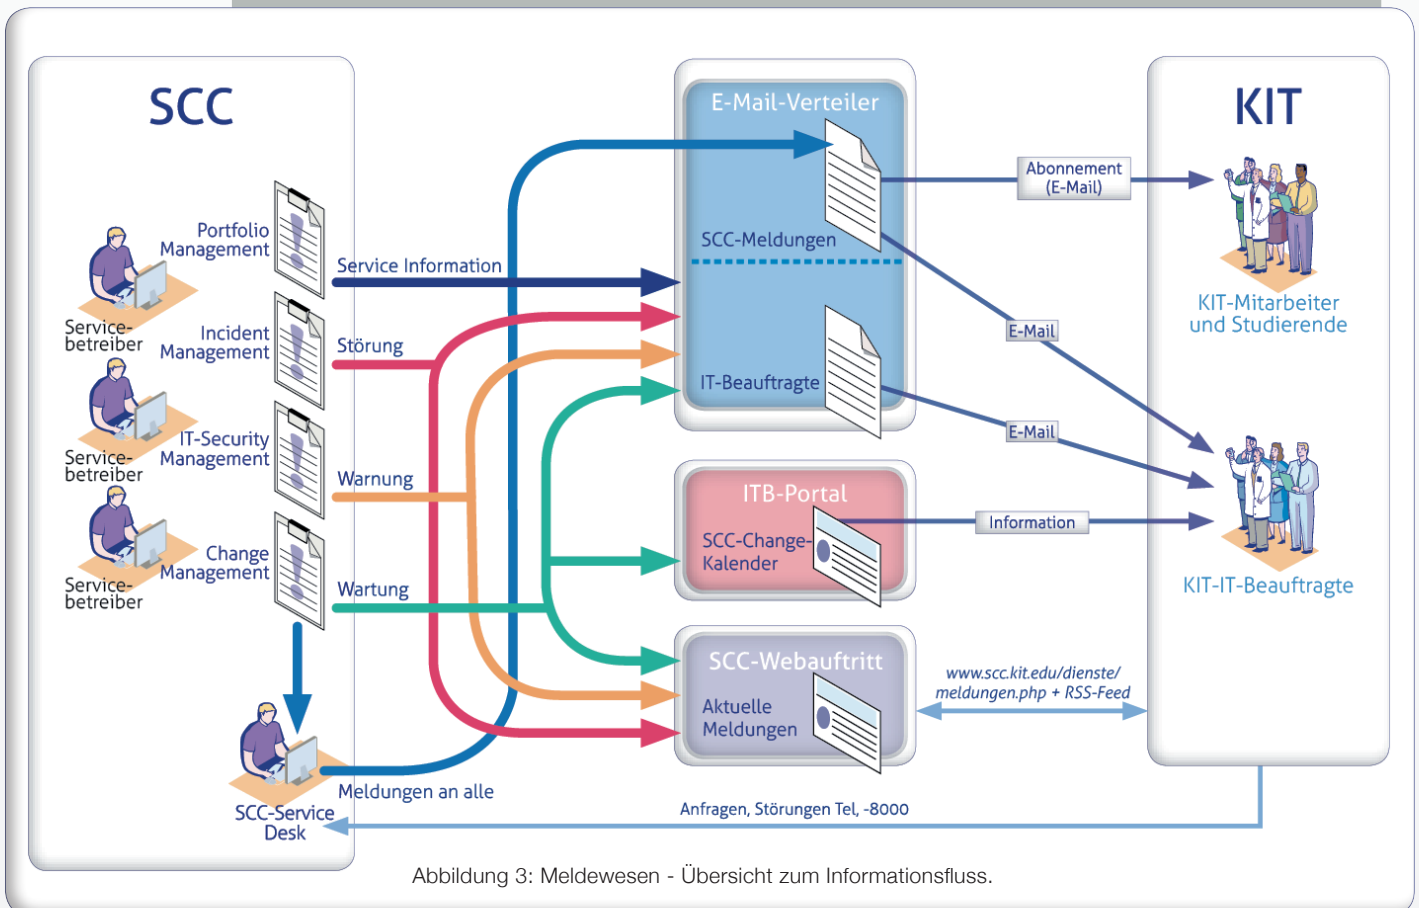 SCC
Portfolio
Management
Service-
betreiber
Incident
Management
Service-
betreiber
IT-Security
Management
Service-
betreiber
Change
Management
SCC-Service
Desk
Service Information
Störung
Warnung
Wartung
Meldungen an alle
E-Mail-Verteiler
SCC-Meldungen
IT-Beauftragte
ITB-Portal
SCC-Change-
Kalender
SCC-Webauftritt
Aktuelle
Meldungen
Abonnement
(E-Mail)
E-Mail
E-Mail
Information
www.scc.kit.edu/dienste/
meldungen.php + RSS-Feed
Anfragen, Störungen Tel, -8000
KIT
KIT-Mitarbeiter
und Studierende
KIT-IT-Beauftragte
Abbildung 3: Meldewesen - Übersicht zum Informationsfluss.